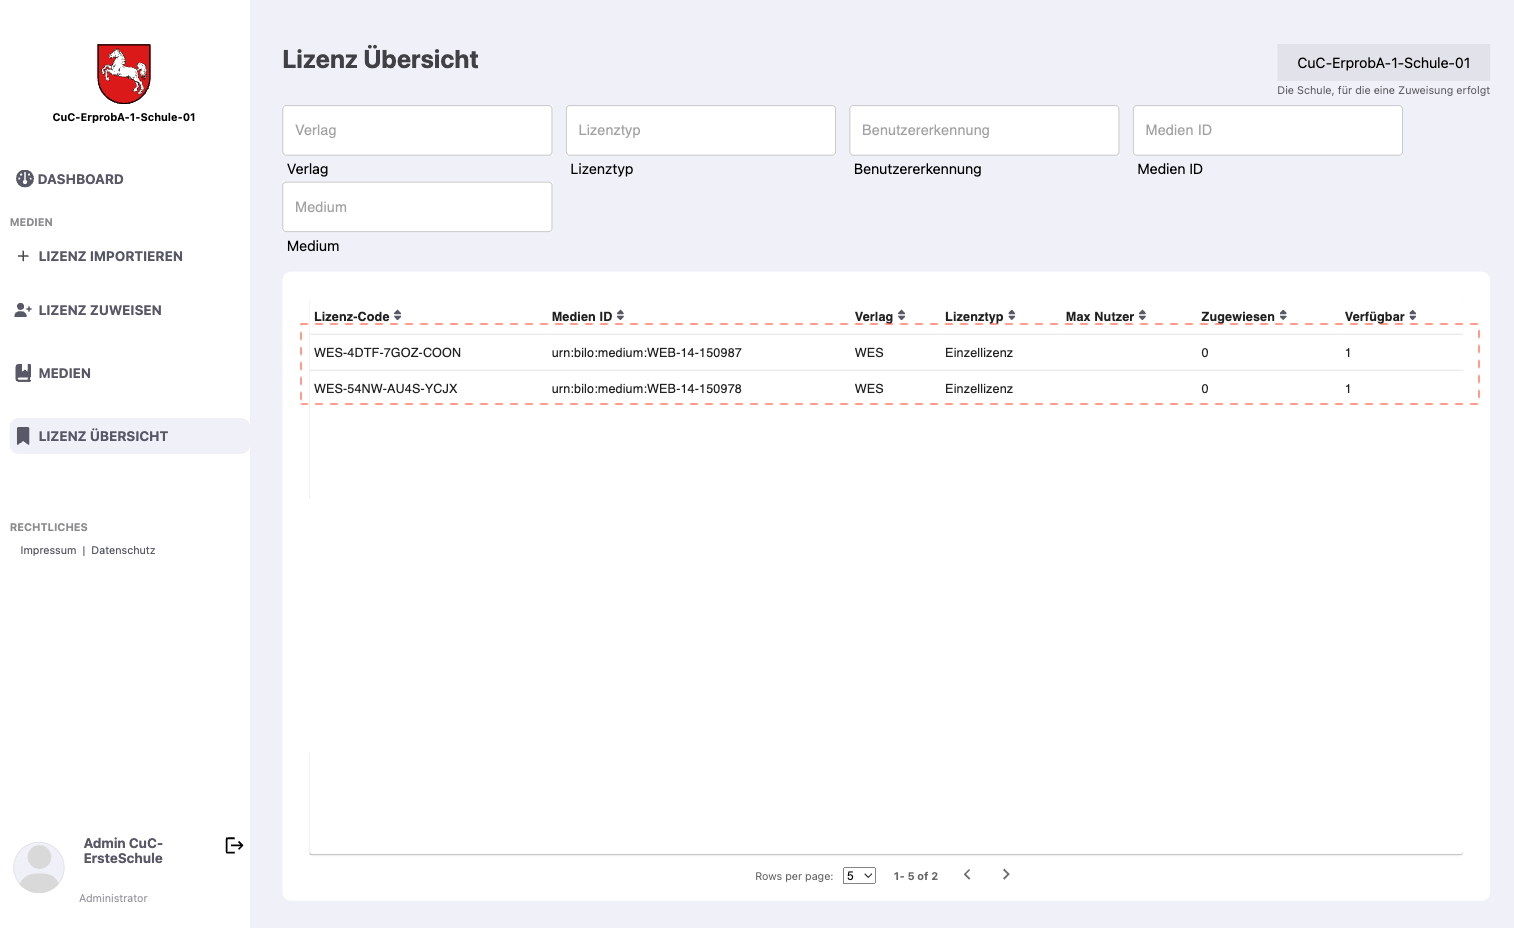 CuC-ErprobA-1-Schule-01
DASHBOARD
MEDIEN
LIZENZ IMPORTIEREN
LIZENZ ZUWEISEN
MEDIEN
LIZENZ ÜBERSICHT
RECHTLICHES
Impressum | Datenschutz
Admin CuC-
ErsteSchule
Administrator
Lizenz Übersicht
CuC-ErprobA-1-Schule-01
Die Schule, für die eine Zuweisung erfolgt
Verlag Lizenztyp Benutzererkennung Medien ID
Verlag Lizenztyp Benutzererkennung Medien ID
Medium
Medium
Lizenz-Code Medien ID Verlag Lizenztyp Max Nutzer Zugewiesen Verfügbar
WES-4DTF-7GOZ-COON urn:bilo:medium:WEB-14-150987 WES Einzellizenz 0 1
WES-54NW-AU4S-YCJX urn:bilo:medium:WEB-14-150978 WES Einzellizenz 0 1
Rows per page: 5 1- 5 of 2